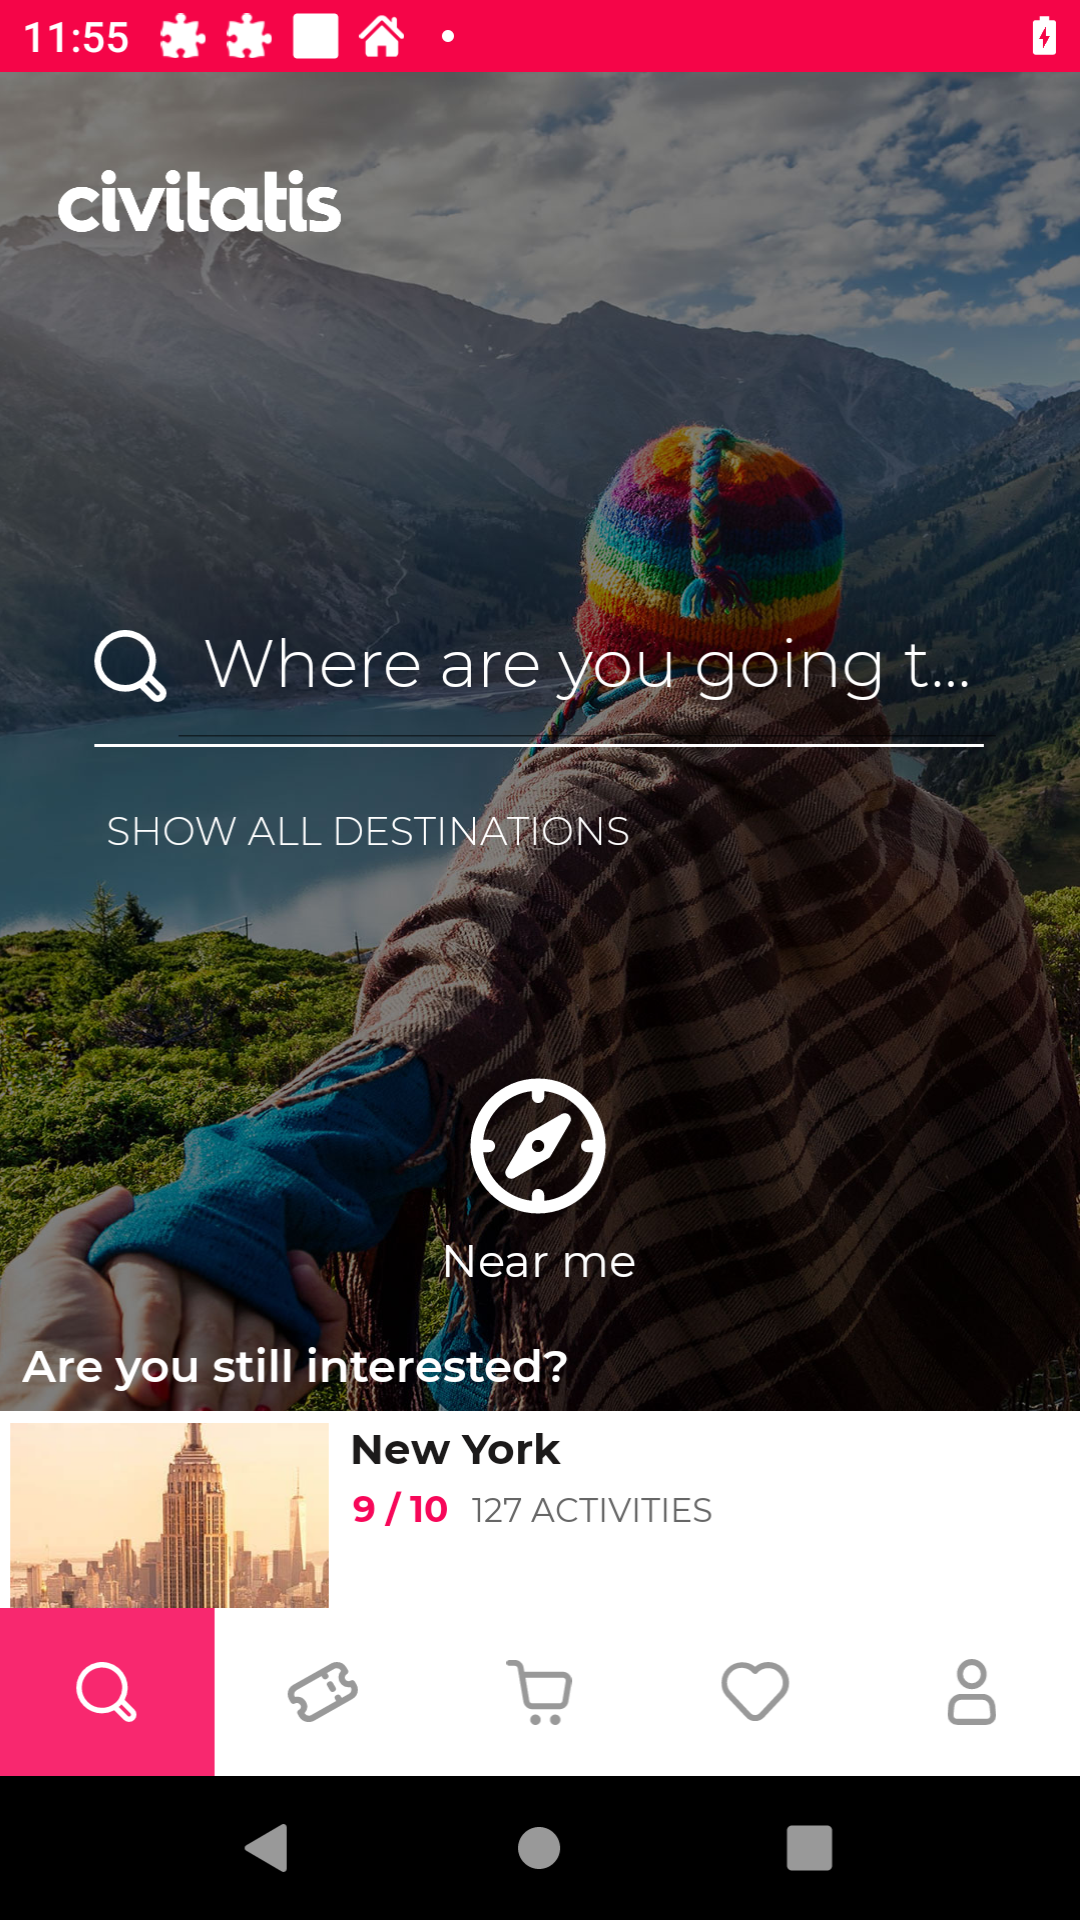 11:55
civitatis
Where are you going t...
SHOW ALL DESTINATIONS
Near me
Are you still interested?
New York
9 / 10 127 ACTIVITIES